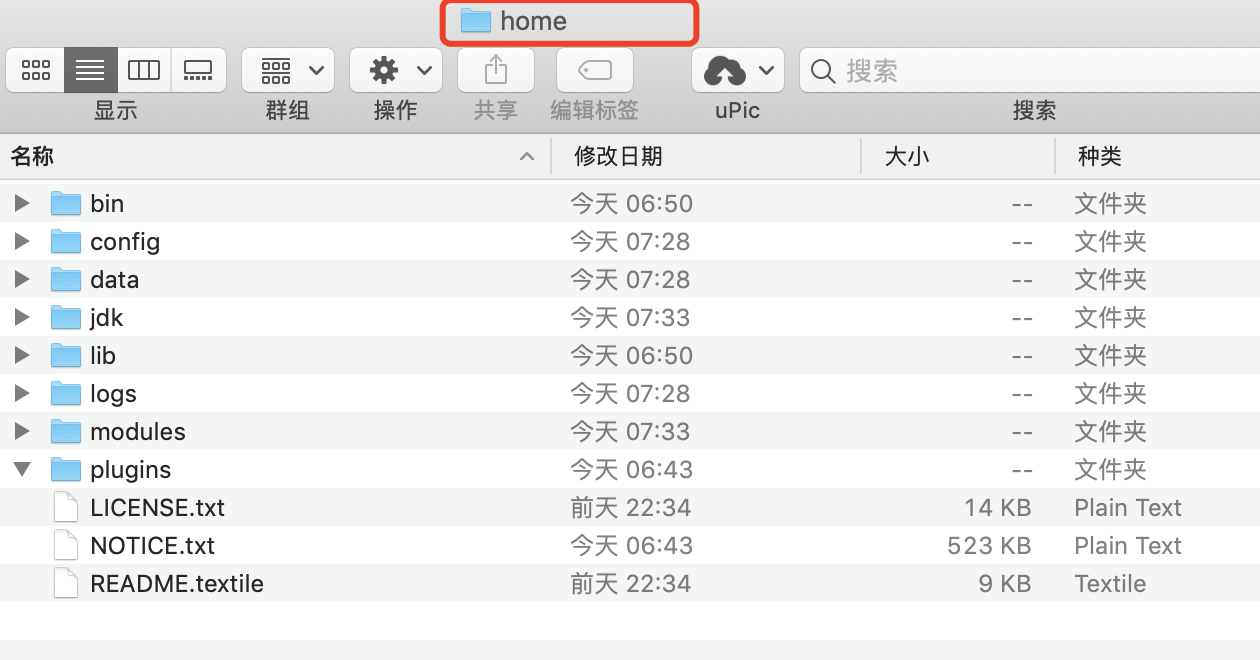 home
显示 群组 操作 共享 编辑标签 uPic 搜索
搜索
名称 修改日期 大小 种类
bin 今天 06:50 -- 文件夹
config 今天 07:28 -- 文件夹
data 今天 07:28 -- 文件夹
jdk 今天 07:33 -- 文件夹
lib 今天 06:50 -- 文件夹
logs 今天 07:28 -- 文件夹
modules 今天 07:33 -- 文件夹
plugins 今天 06:43 -- 文件夹
LICENSE.txt 前天 22:34 14 KB Plain Text
NOTICE.txt 今天 06:43 523 KB Plain Text
README.textile 前天 22:34 9 KB Textile